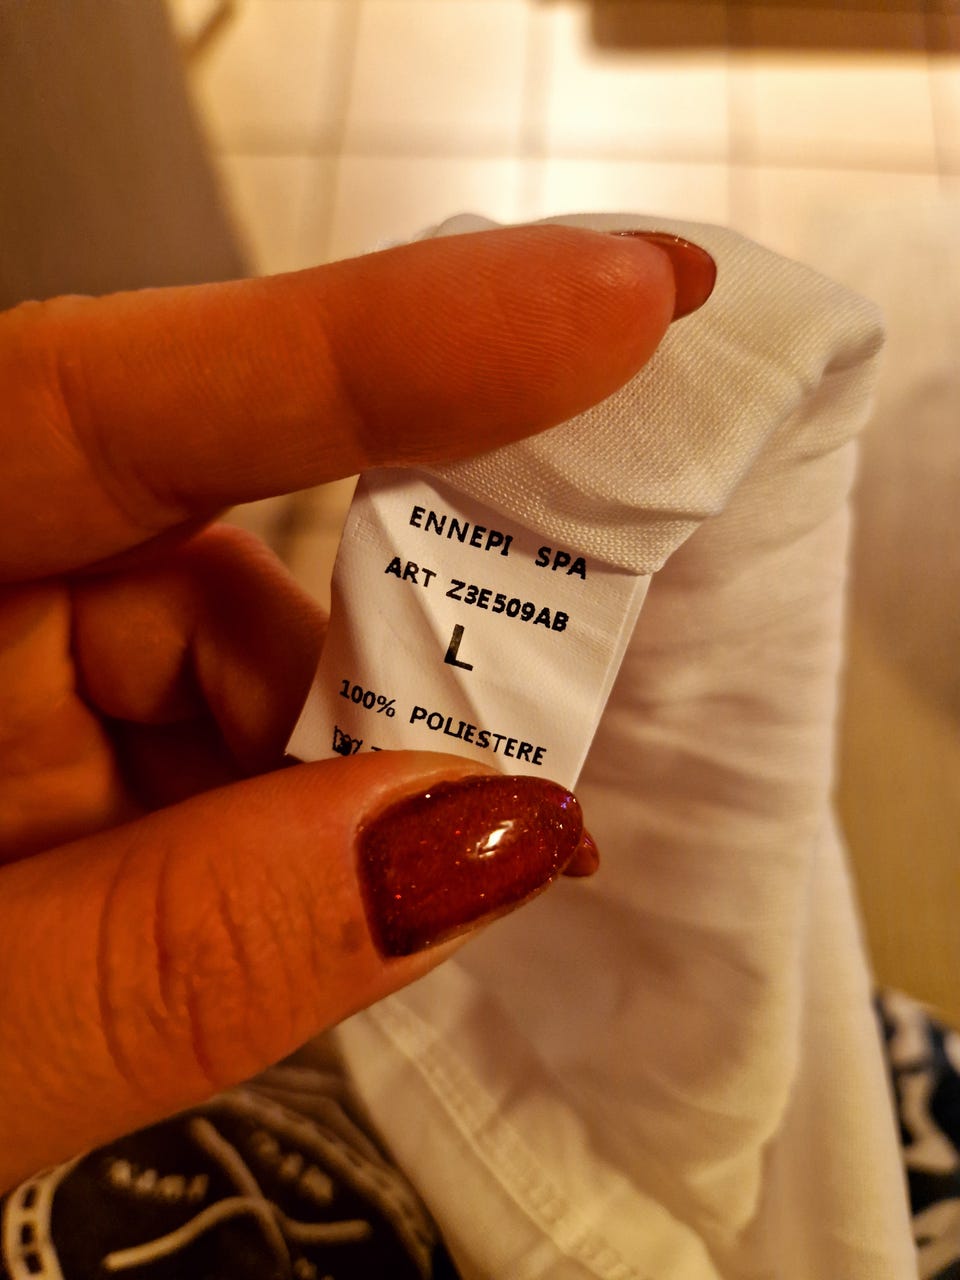 ENNEPI SPA
ART Z3E509AB
L
100% POLIESTERE